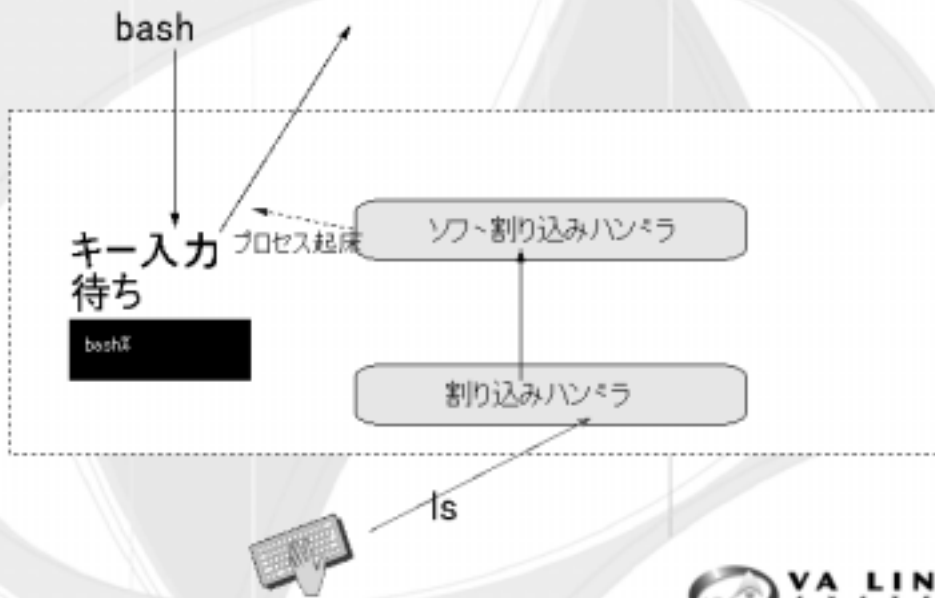 bash
ソフト割り込みハンドラ
プロセス起床
キー入力
待ち
bash%
割り込みハンドラ
ls
VA LIN